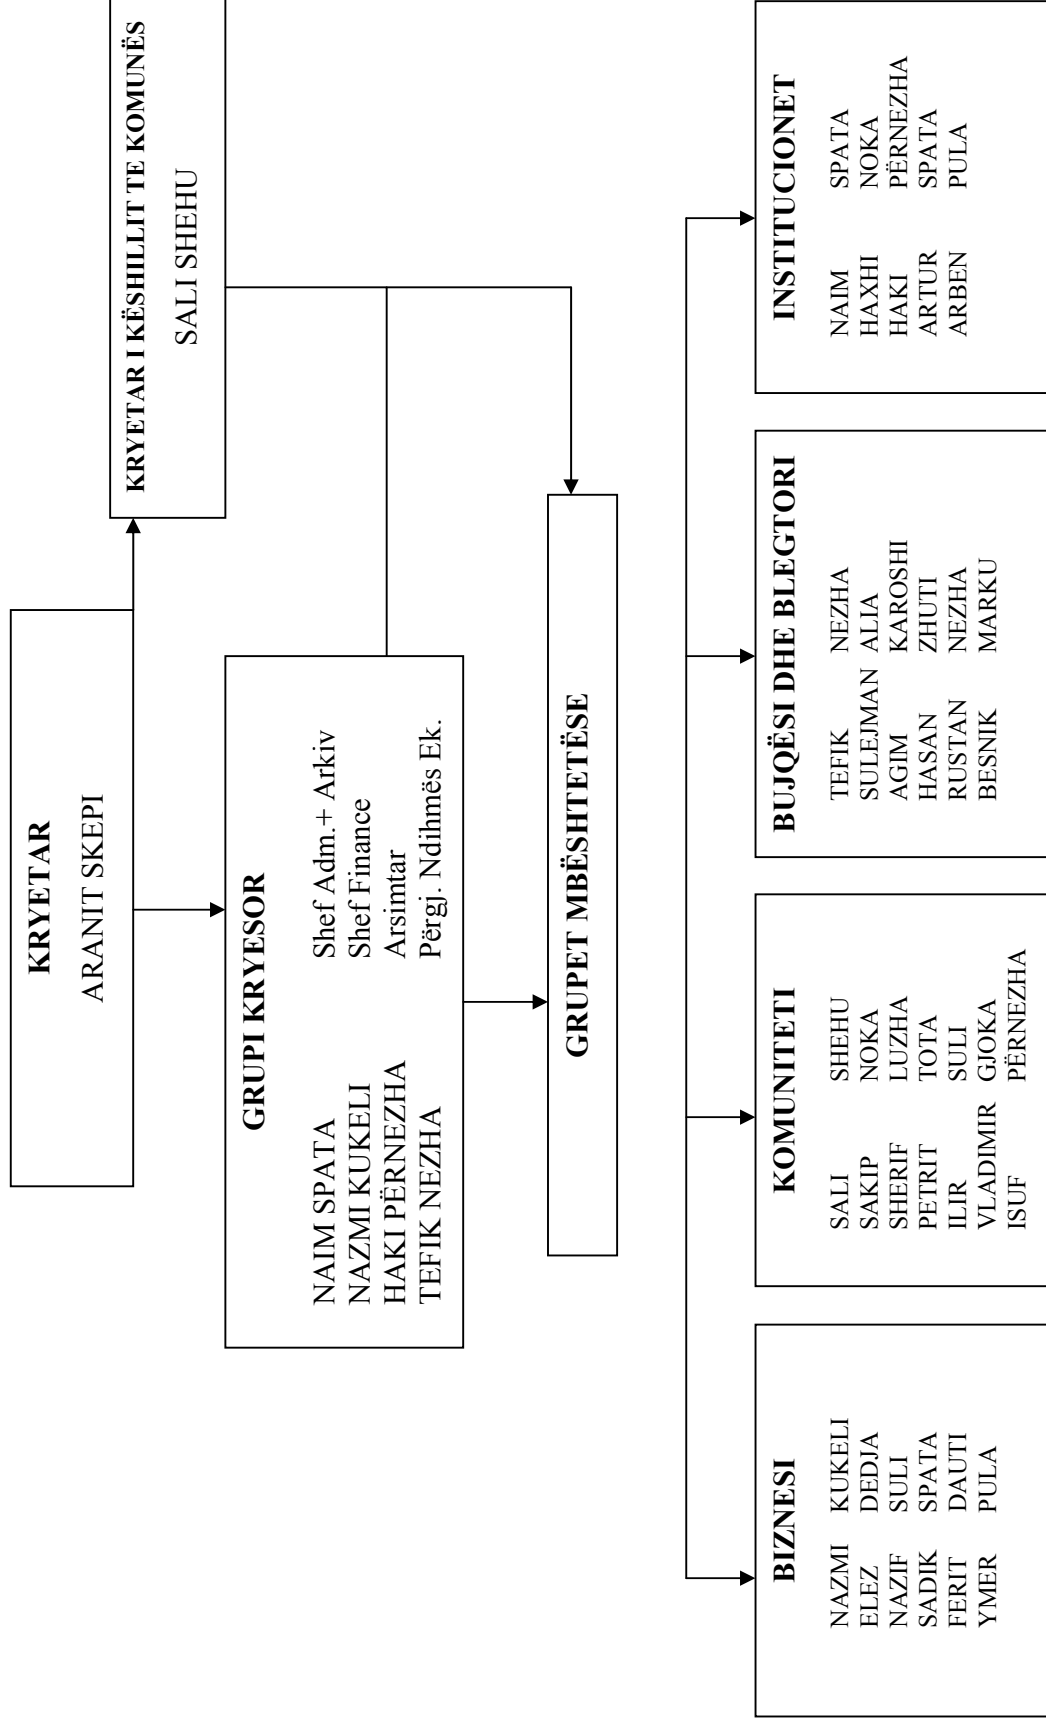 KRYETAR
ARANIT SKEPI
KRYETAR I KËSHILLIT TE KOMUNËS
SALI SHEHU
GRUPI KRYESOR
NAIM SPATA Shef Adm.+ Arkiv
NAZMI KUKELI Shef Finance
HAKI PËRNEZHA Arsimtar
TEFIK NEZHA Përgj. Ndihmës Ek.
GRUPET MBËSHTETËSE
BIZNESI
NAZMI KUKELI
ELEZ DEDJA
NAZIF SULI
SADIK SPATA
FERIT DAUTI
YMER PULA
KOMUNITETI
SALI SHEHU
SAKIP NOKA
SHERIF LUZHA
PETRIT TOTA
ILIR SULI
VLADIMIR GJOKA
ISUF PËRNEZHA
BUJQËSI DHE BLEGTORI
TEFIK NEZHA
SULEJMAN ALIA
AGIM KAROSHI
HASAN ZHUTI
RUSTAN NEZHA
BESNIK MARKU
INSTITUCIONET
NAIM SPATA
HAXHI NOKA
HAKI PËRNEZHA
ARTUR SPATA
ARBEN PULA